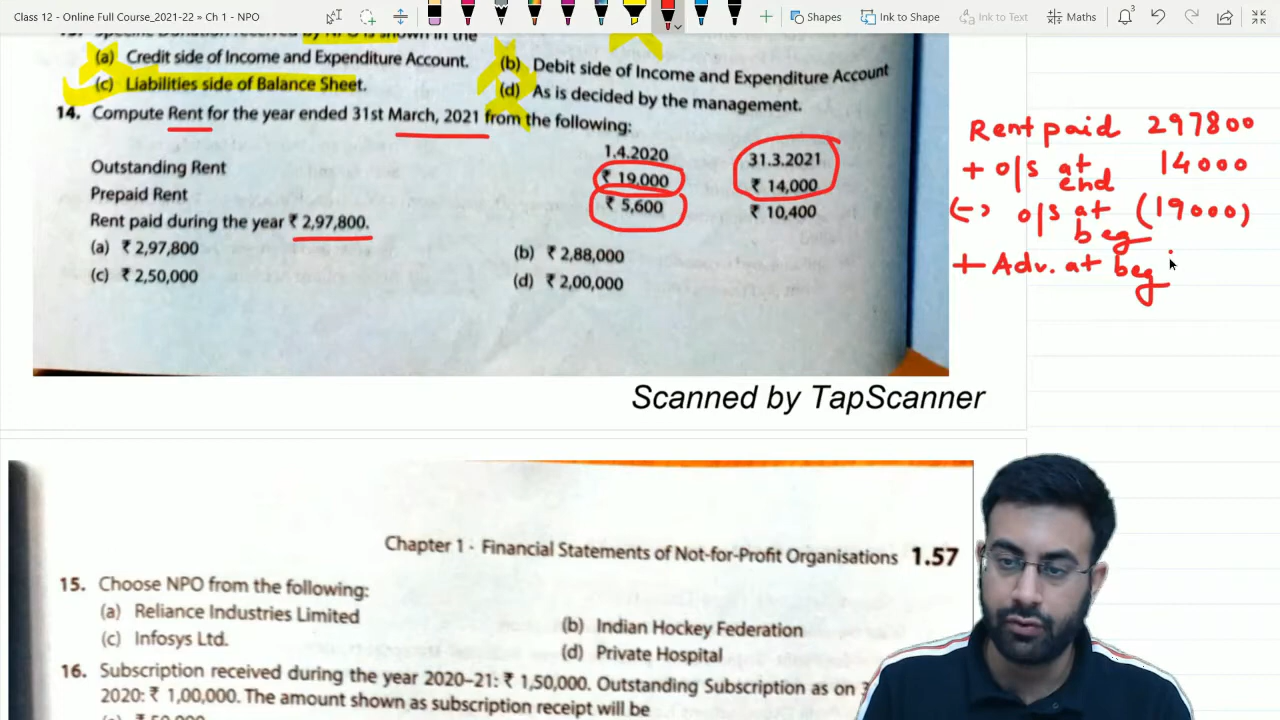 Class 12 - Online Full Course_2021-22 » Ch 1 - NPO
Shapes
Ink to Shape
Ink to Text
Maths
3
(a) Credit side of Income and Expenditure Account.
(b) Debit side of Income and Expenditure Account
(c) Liabilities side of Balance Sheet.
(d) As is decided by the management.
14. Compute Rent for the year ended 31st March, 2021 from the following:
1.4.2020 31.3.2021
Outstanding Rent ₹ 19,000 ₹ 14,000
Prepaid Rent ₹ 5,600 ₹ 10,400
Rent paid during the year ₹ 2,97,800.
(a) ₹ 2,97,800 (b) ₹ 2,88,000
(c) ₹ 2,50,000 (d) ₹ 2,00,000
Rent paid 297800
+ o/s at end 14000
(-) o/s at beg (19000)
+ Adv. at beg
Scanned by TapScanner
Chapter 1 · Financial Statements of Not-for-Profit Organisations 1.57
15. Choose NPO from the following:
(a) Reliance Industries Limited
(b) Indian Hockey Federation
(c) Infosys Ltd.
(d) Private Hospital
16. Subscription received during the year 2020–21: ₹ 1,50,000. Outstanding Subscription as on
2020: ₹ 1,00,000. The amount shown as subscription receipt will be